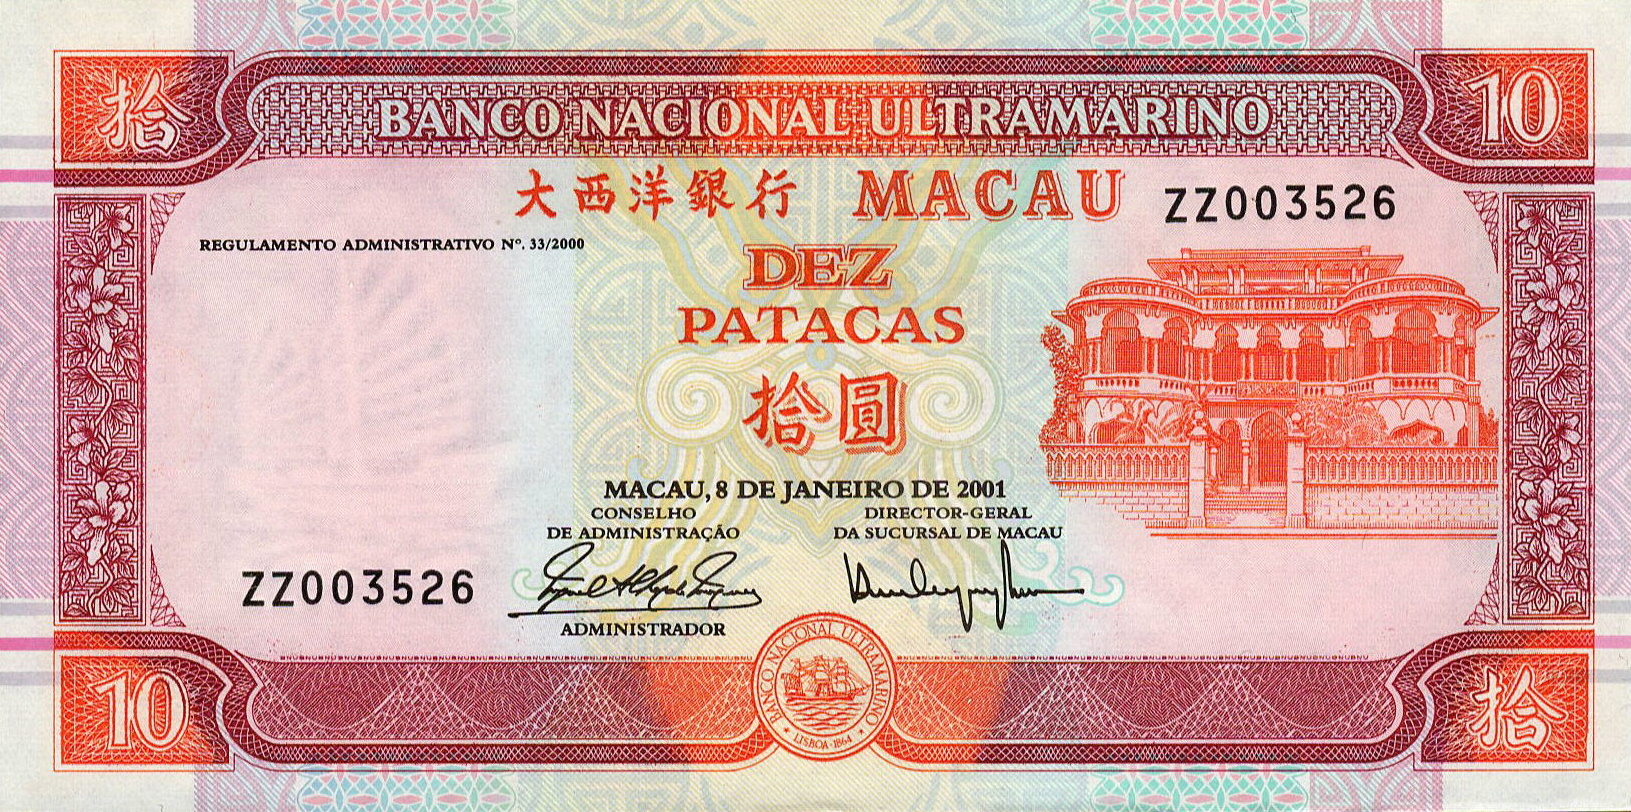 拾
BANCO NACIONAL ULTRAMARINO
10
大西洋銀行 MACAU
ZZ003526
REGULAMENTO ADMINISTRATIVO Nº. 33/2000
DEZ
PATACAS
拾圓
MACAU, 8 DE JANEIRO DE 2001
CONSELHO
DE ADMINISTRAÇÃO
DIRECTOR-GERAL
DA SUCURSAL DE MACAU
ZZ003526
ADMINISTRADOR
10
BANCO NACIONAL ULTRAMARINO
LISBOA-1864
拾